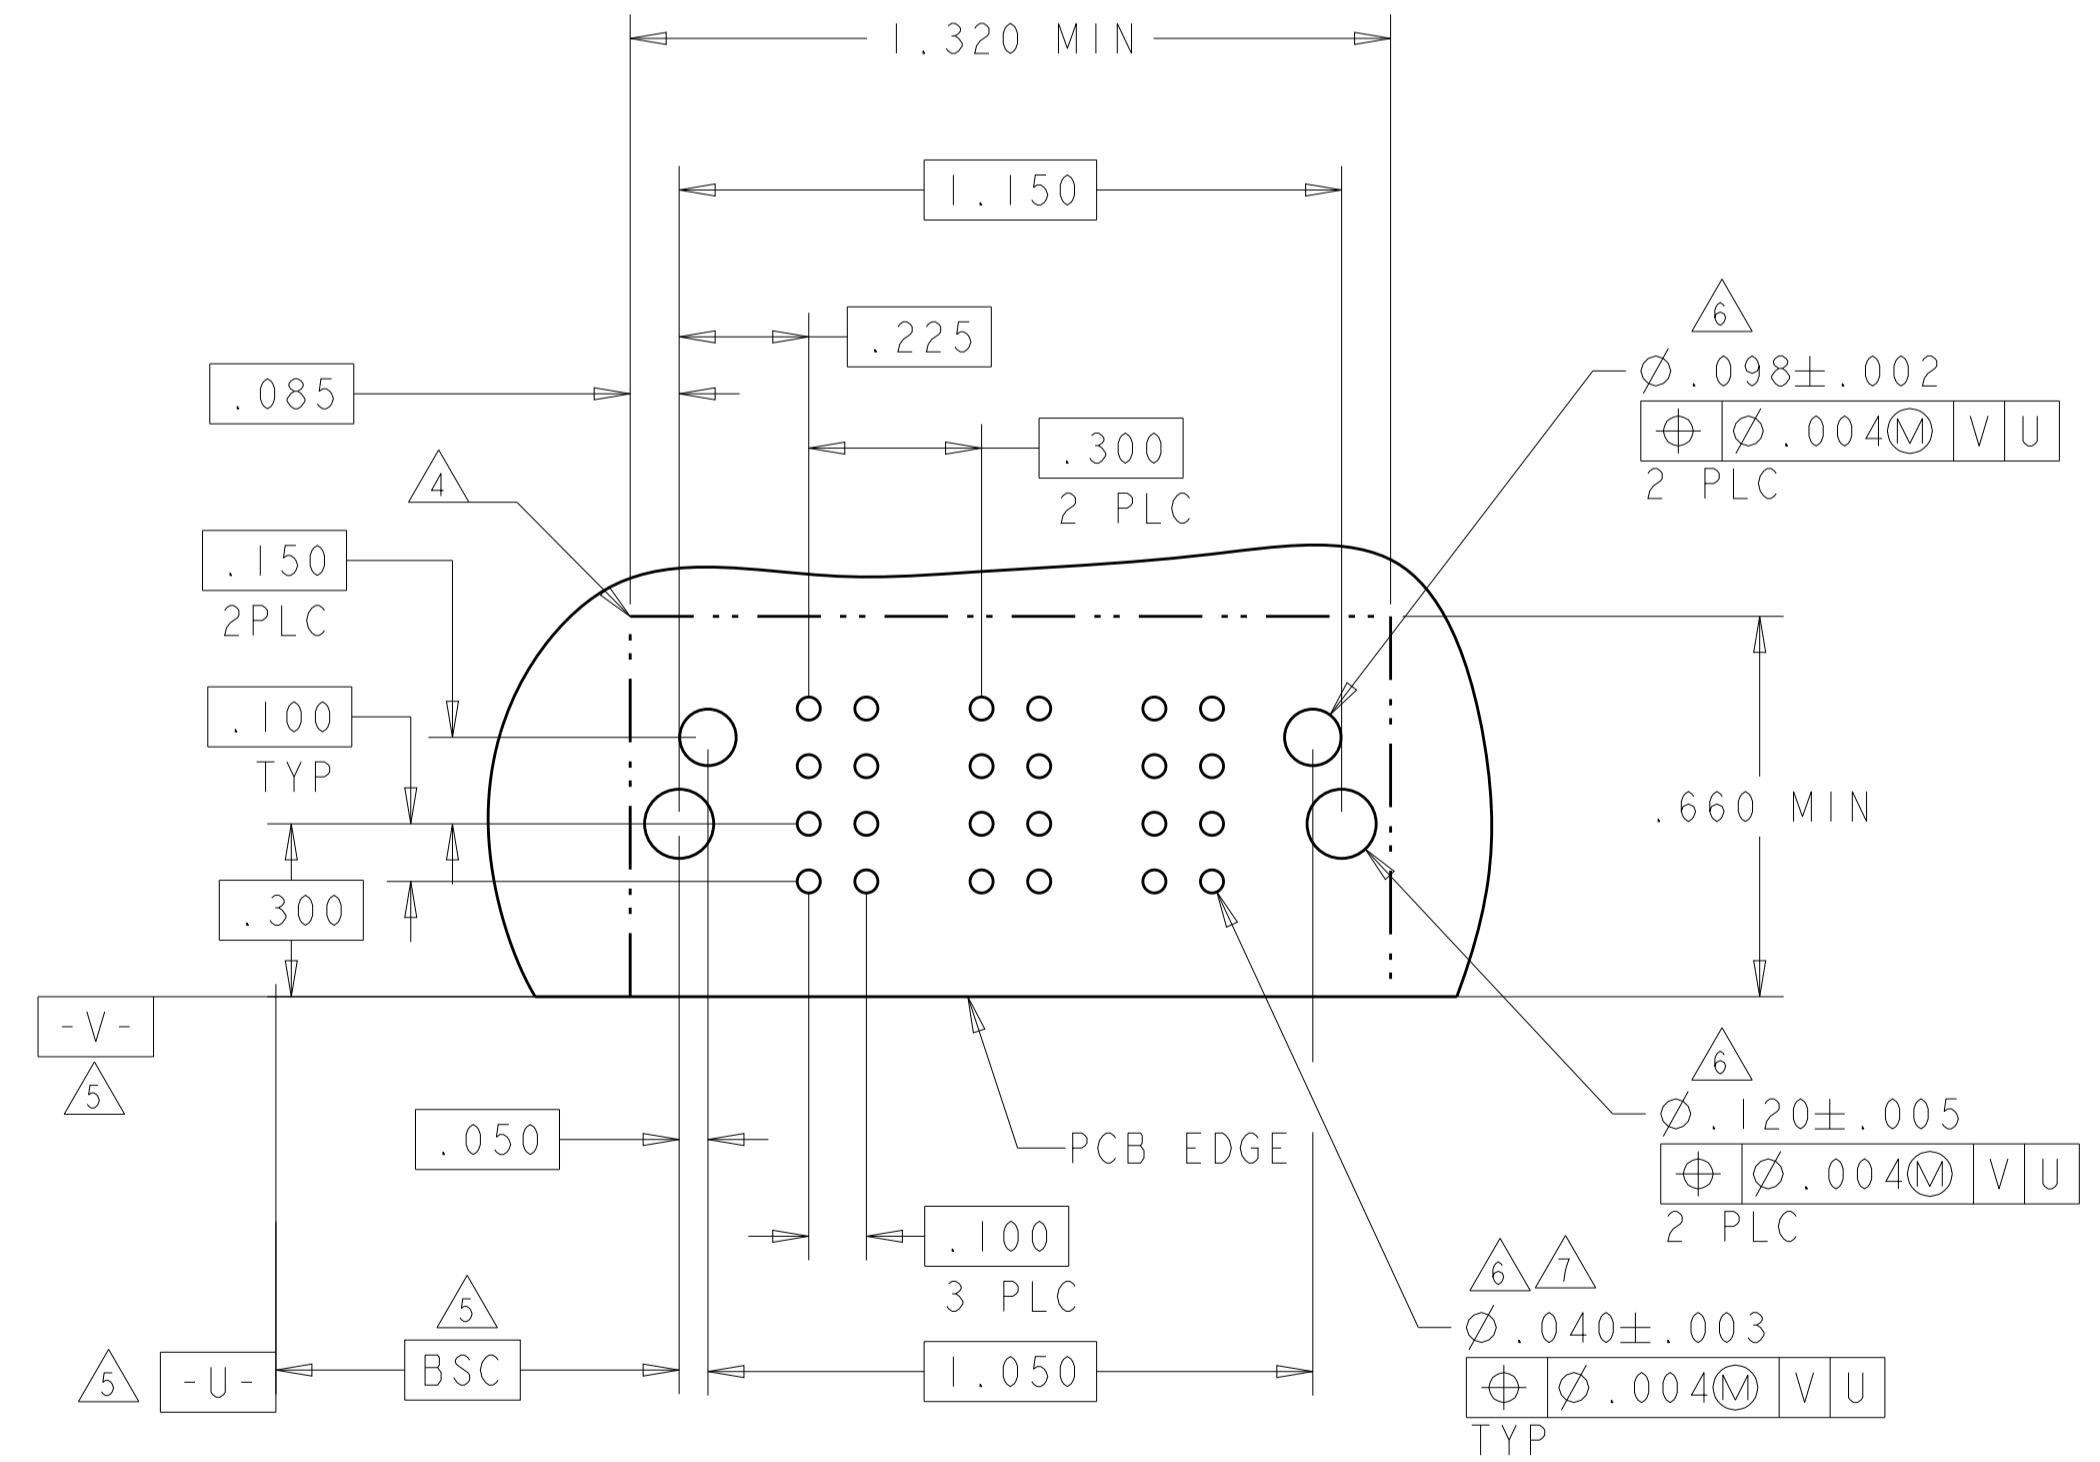 1.320 MIN
1.150
.225
.085
.300
2 PLC
6
⌀.098±.002
⌖ ⌀.004Ⓜ V U
2 PLC
4
.150
2PLC
.100
TYP
.660 MIN
.300
-V-
5
.050
PCB EDGE
6
⌀.120±.005
⌖ ⌀.004Ⓜ V U
2 PLC
.100
3 PLC
6 7
⌀.040±.003
⌖ ⌀.004Ⓜ V U
TYP
5
BSC
5 -U-
1.050